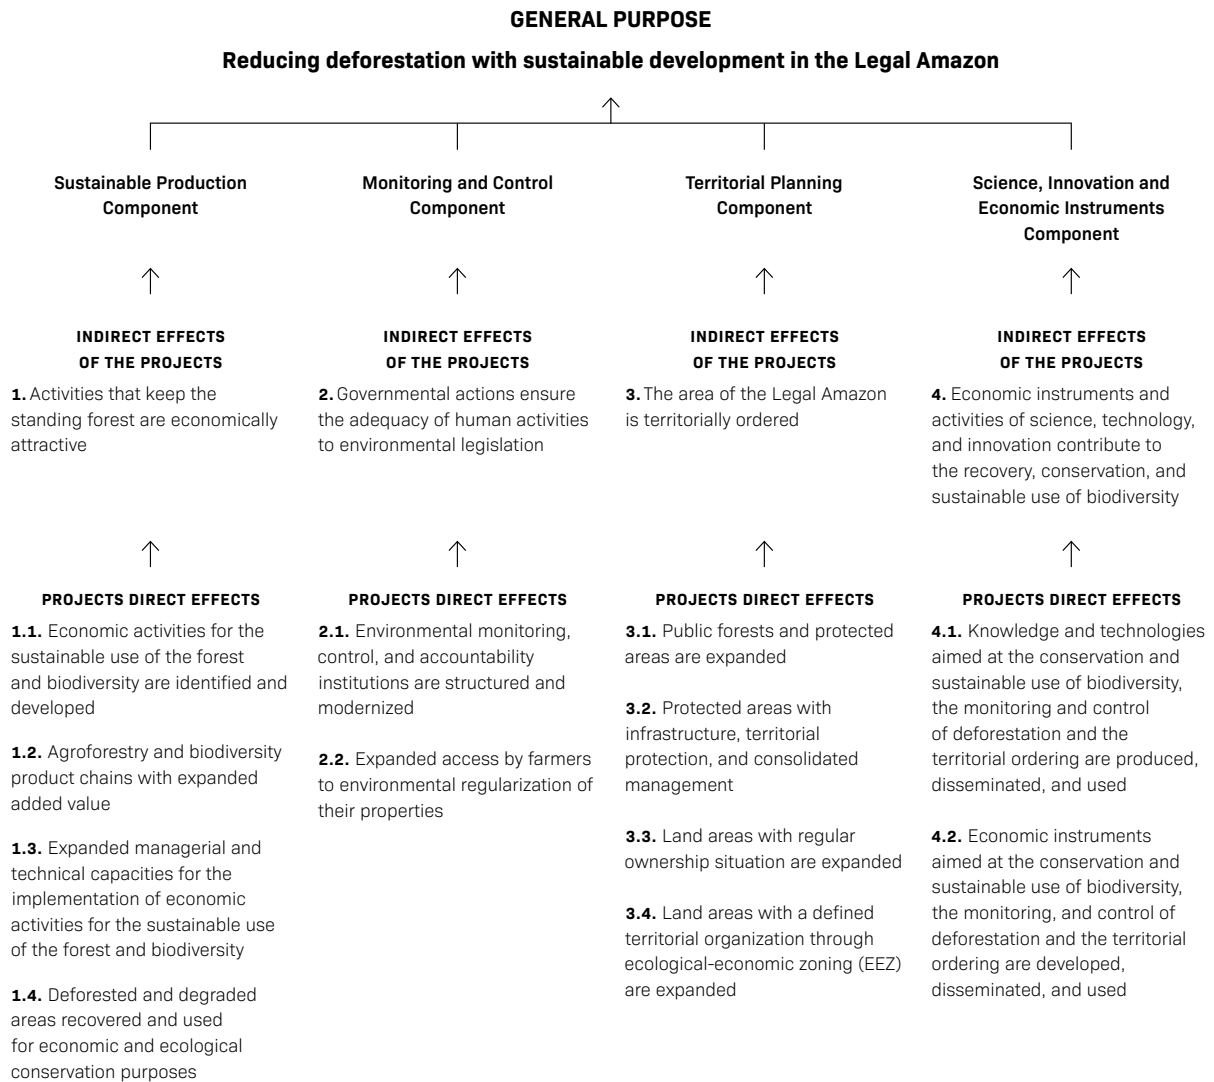 GENERAL PURPOSE
Reducing deforestation with sustainable development in the Legal Amazon
Sustainable Production
Component
Monitoring and Control
Component
Territorial Planning
Component
Science, Innovation and
Economic Instruments
Component
INDIRECT EFFECTS
OF THE PROJECTS
1. Activities that keep the
standing forest are economically
attractive
INDIRECT EFFECTS
OF THE PROJECTS
2. Governmental actions ensure
the adequacy of human activities
to environmental legislation
INDIRECT EFFECTS
OF THE PROJECTS
3. The area of the Legal Amazon
is territorially ordered
INDIRECT EFFECTS
OF THE PROJECTS
4. Economic instruments and
activities of science, technology,
and innovation contribute to
the recovery, conservation, and
sustainable use of biodiversity
PROJECTS DIRECT EFFECTS
1.1. Economic activities for the
sustainable use of the forest
and biodiversity are identified and
developed
1.2. Agroforestry and biodiversity
product chains with expanded
added value
1.3. Expanded managerial and
technical capacities for the
implementation of economic
activities for the sustainable use
of the forest and biodiversity
1.4. Deforested and degraded
areas recovered and used
for economic and ecological
conservation purposes
PROJECTS DIRECT EFFECTS
2.1. Environmental monitoring,
control, and accountability
institutions are structured and
modernized
2.2. Expanded access by farmers
to environmental regularization of
their properties
PROJECTS DIRECT EFFECTS
3.1. Public forests and protected
areas are expanded
3.2. Protected areas with
infrastructure, territorial
protection, and consolidated
management
3.3. Land areas with regular
ownership situation are expanded
3.4. Land areas with a defined
territorial organization through
ecological-economic zoning (EEZ)
are expanded
PROJECTS DIRECT EFFECTS
4.1. Knowledge and technologies
aimed at the conservation and
sustainable use of biodiversity,
the monitoring and control
of deforestation and the
territorial ordering are produced,
disseminated, and used
4.2. Economic instruments
aimed at the conservation and
sustainable use of biodiversity,
the monitoring, and control of
deforestation and the territorial
ordering are developed,
disseminated, and used